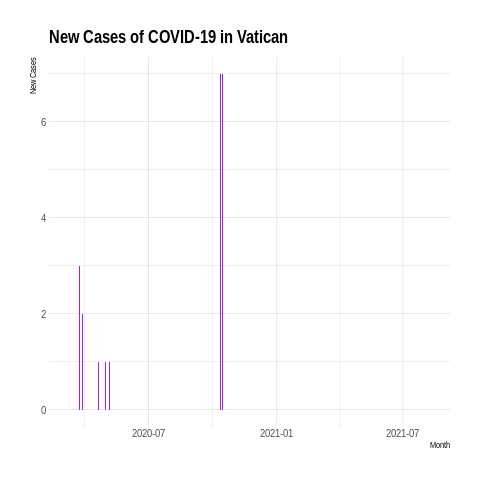 New Cases of COVID-19 in Vatican
New Cases
6
4
2
0
2020-07
2021-01
2021-07
Month